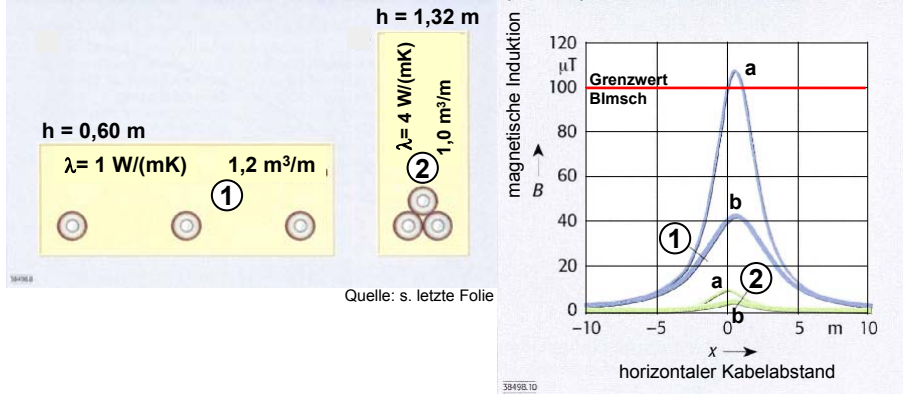 h = 0,60 m
λ= 1 W/(mK) 1,2 m³/m
1
h = 1,32 m
λ= 4 W/(mK)
1,0 m³/m
2
Quelle: s. letzte Folie
magnetische Induktion
B
120
µT
100
80
60
40
20
0
Grenzwert
BImsch
a
b
1
a
2
b
-10 -5 0 5 m 10
x
horizontaler Kabelabstand
38498.10